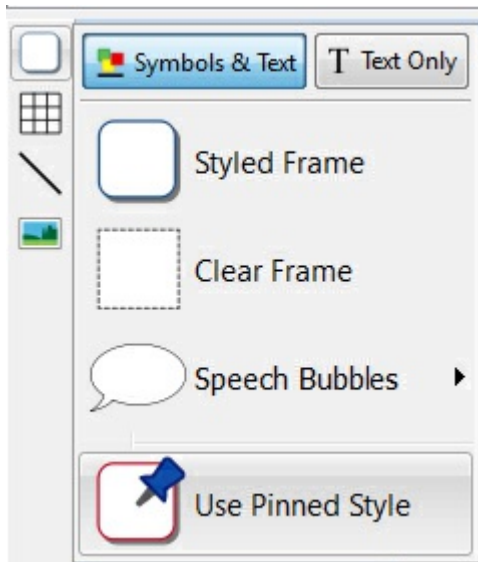 Symbols & Text
T Text Only
Styled Frame
Clear Frame
Speech Bubbles
Use Pinned Style